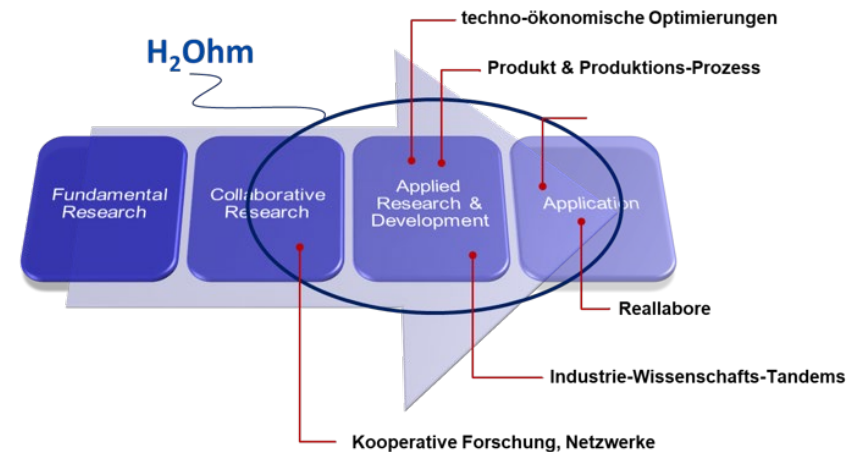 techno-ökonomische Optimierungen
H₂Ohm
Produkt & Produktions-Prozess
Fundamental
Research
Collaborative
Research
Applied
Research &
Development
Application
Reallabore
Industrie-Wissenschafts-Tandems
Kooperative Forschung, Netzwerke